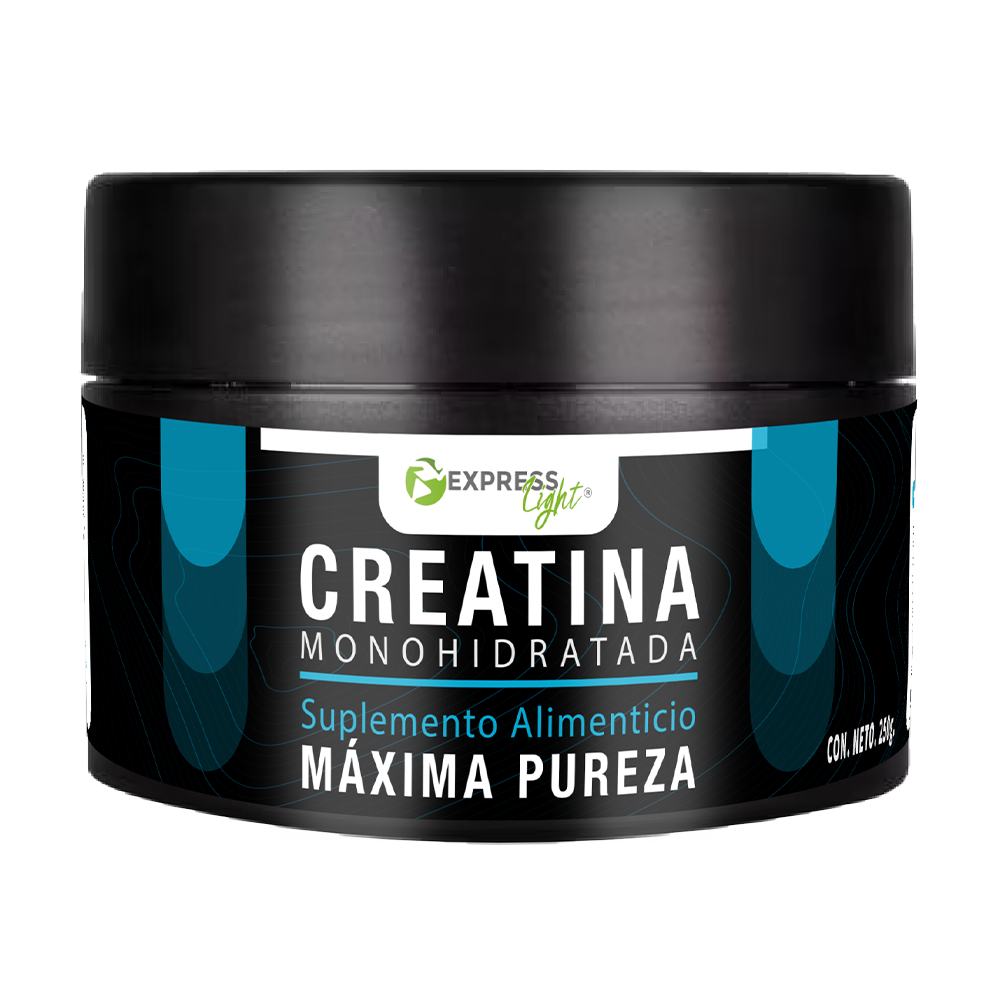 EXPRESS
Light®
CREATINA
MONOHIDRATADA
Suplemento Alimenticio
MÁXIMA PUREZA
CON. NETO. 250g.